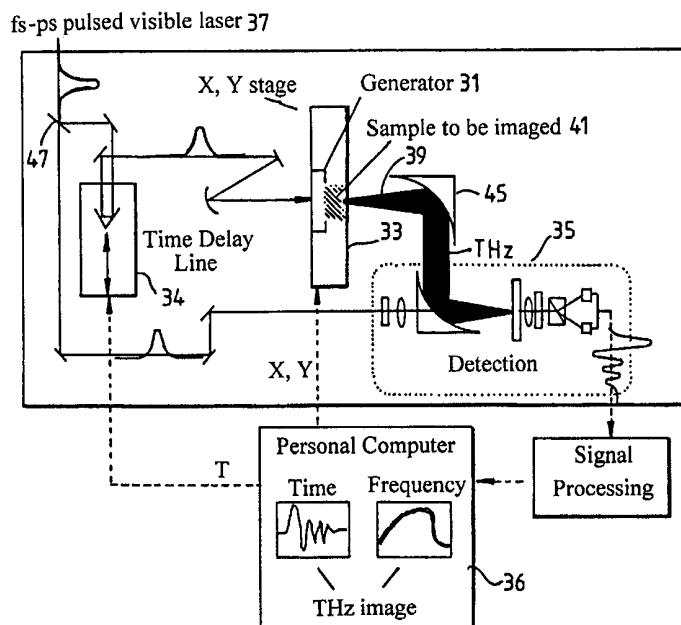 fs-ps pulsed visible laser 37
X, Y stage
Generator 31
Sample to be imaged 41
47
39
45
Time Delay
Line
33
THz
35
34
Detection
X, Y
T
Personal Computer
Time
Frequency
Signal
Processing
THz image
36